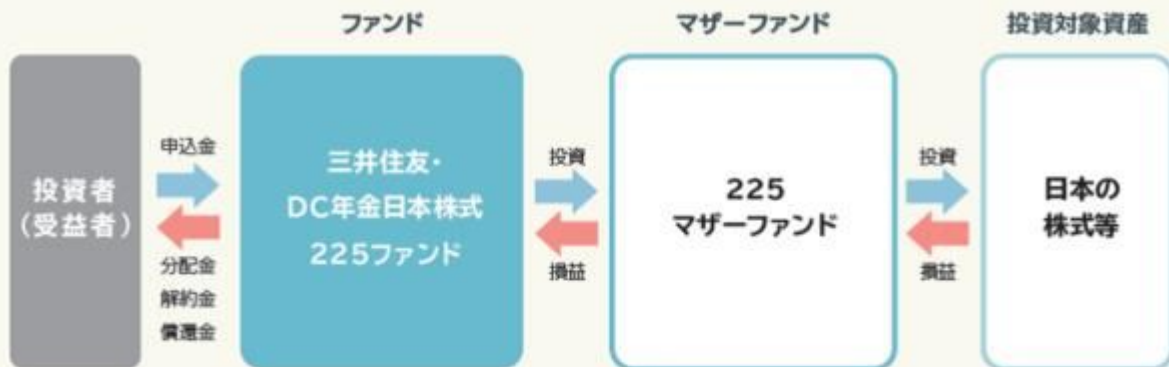 ファンド
マザーファンド
投資対象資産
投資者
(受益者)
申込金
分配金
解約金
償還金
三井住友・
DC年金日本株式
225ファンド
投資
損益
225
マザーファンド
投資
損益
日本の
株式等